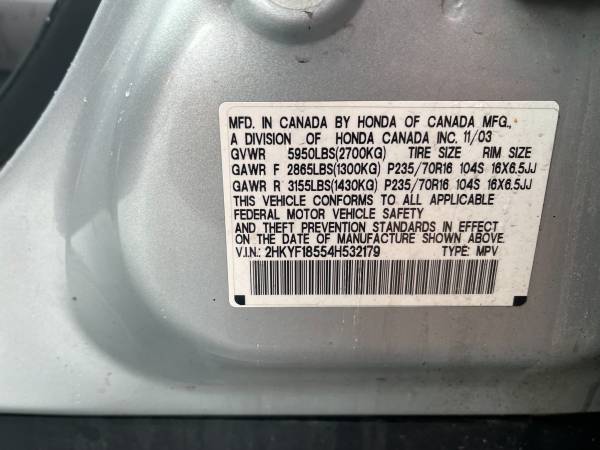 MFD. IN CANADA BY HONDA OF CANADA MFG.,
A DIVISION OF HONDA CANADA INC. 11/03
GVWR 5950LBS(2700KG) TIRE SIZE RIM SIZE
GAWR F 2865LBS(1300KG) P235/70R16 104S 16X6.5JJ
GAWR R 3155LBS(1430KG) P235/70R16 104S 16X6.5JJ
THIS VEHICLE CONFORMS TO ALL APPLICABLE
FEDERAL MOTOR VEHICLE SAFETY
AND THEFT PREVENTION STANDARDS IN EFFECT
ON THE DATE OF MANUFACTURE SHOWN ABOVE.
V.I.N.: 2HKYF18554H532179 TYPE: MPV